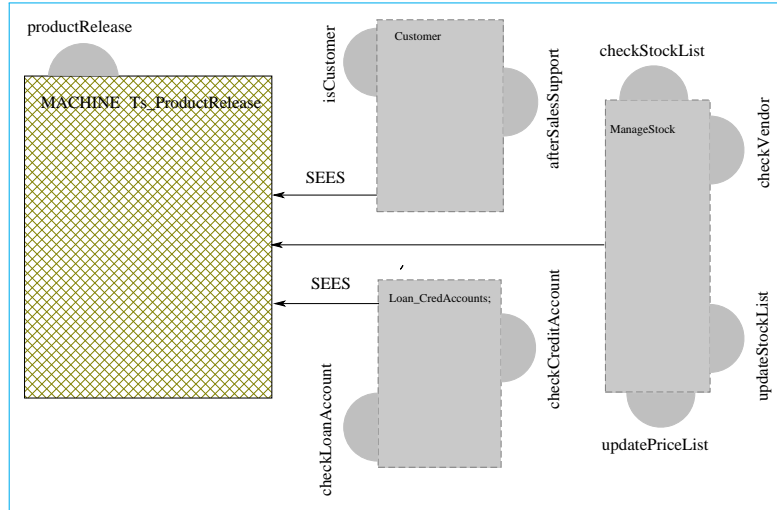 productRelease
MACHINE Ts_ProductRelease
isCustomer
Customer
afterSalesSupport
SEES
checkStockList
ManageStock
checkVendor
updateStockList
updatePriceList
,
SEES
Loan_CredAccounts;
checkCreditAccount
checkLoanAccount